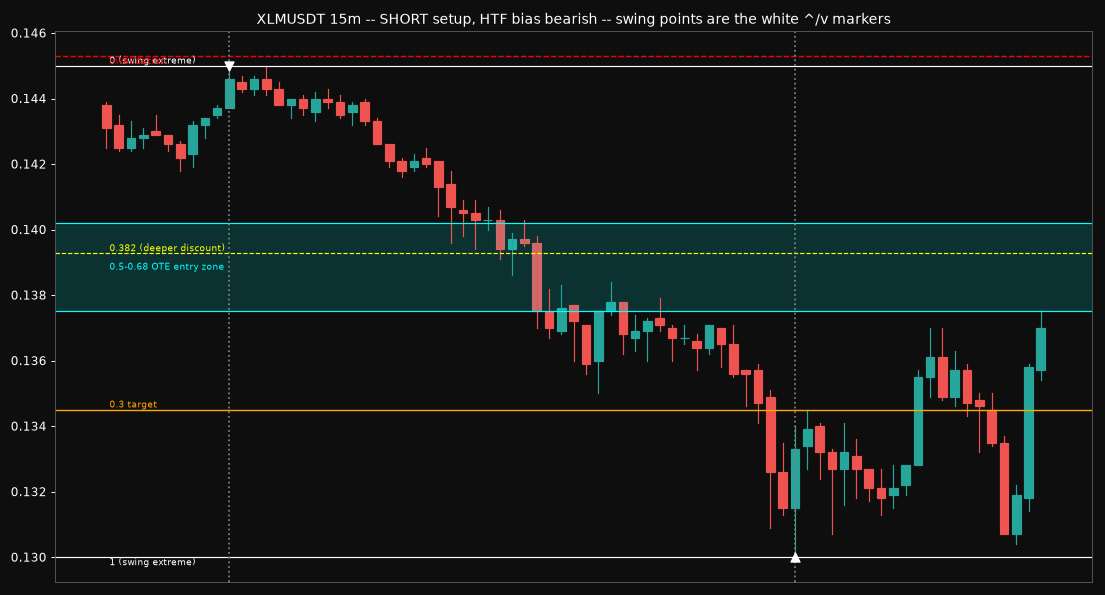 XLMUSDT 15m -- SHORT setup, HTF bias bearish -- swing points are the white ^/v markers
0.146
0 (swing extreme)
0.144
0.142
0.140
0.382 (deeper discount)
0.5-0.68 OTE entry zone
0.138
0.136
0.3 target
0.134
0.132
0.130
1 (swing extreme)